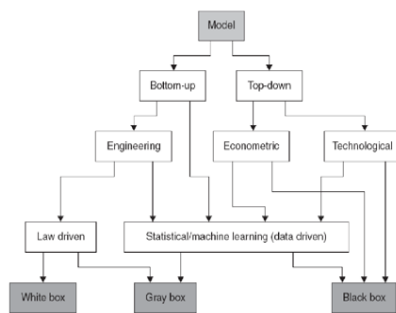 Model
Bottom-up
Top-down
Engineering
Econometric
Technological
Law driven
Statistical/machine learning (data driven)
White box
Gray box
Black box